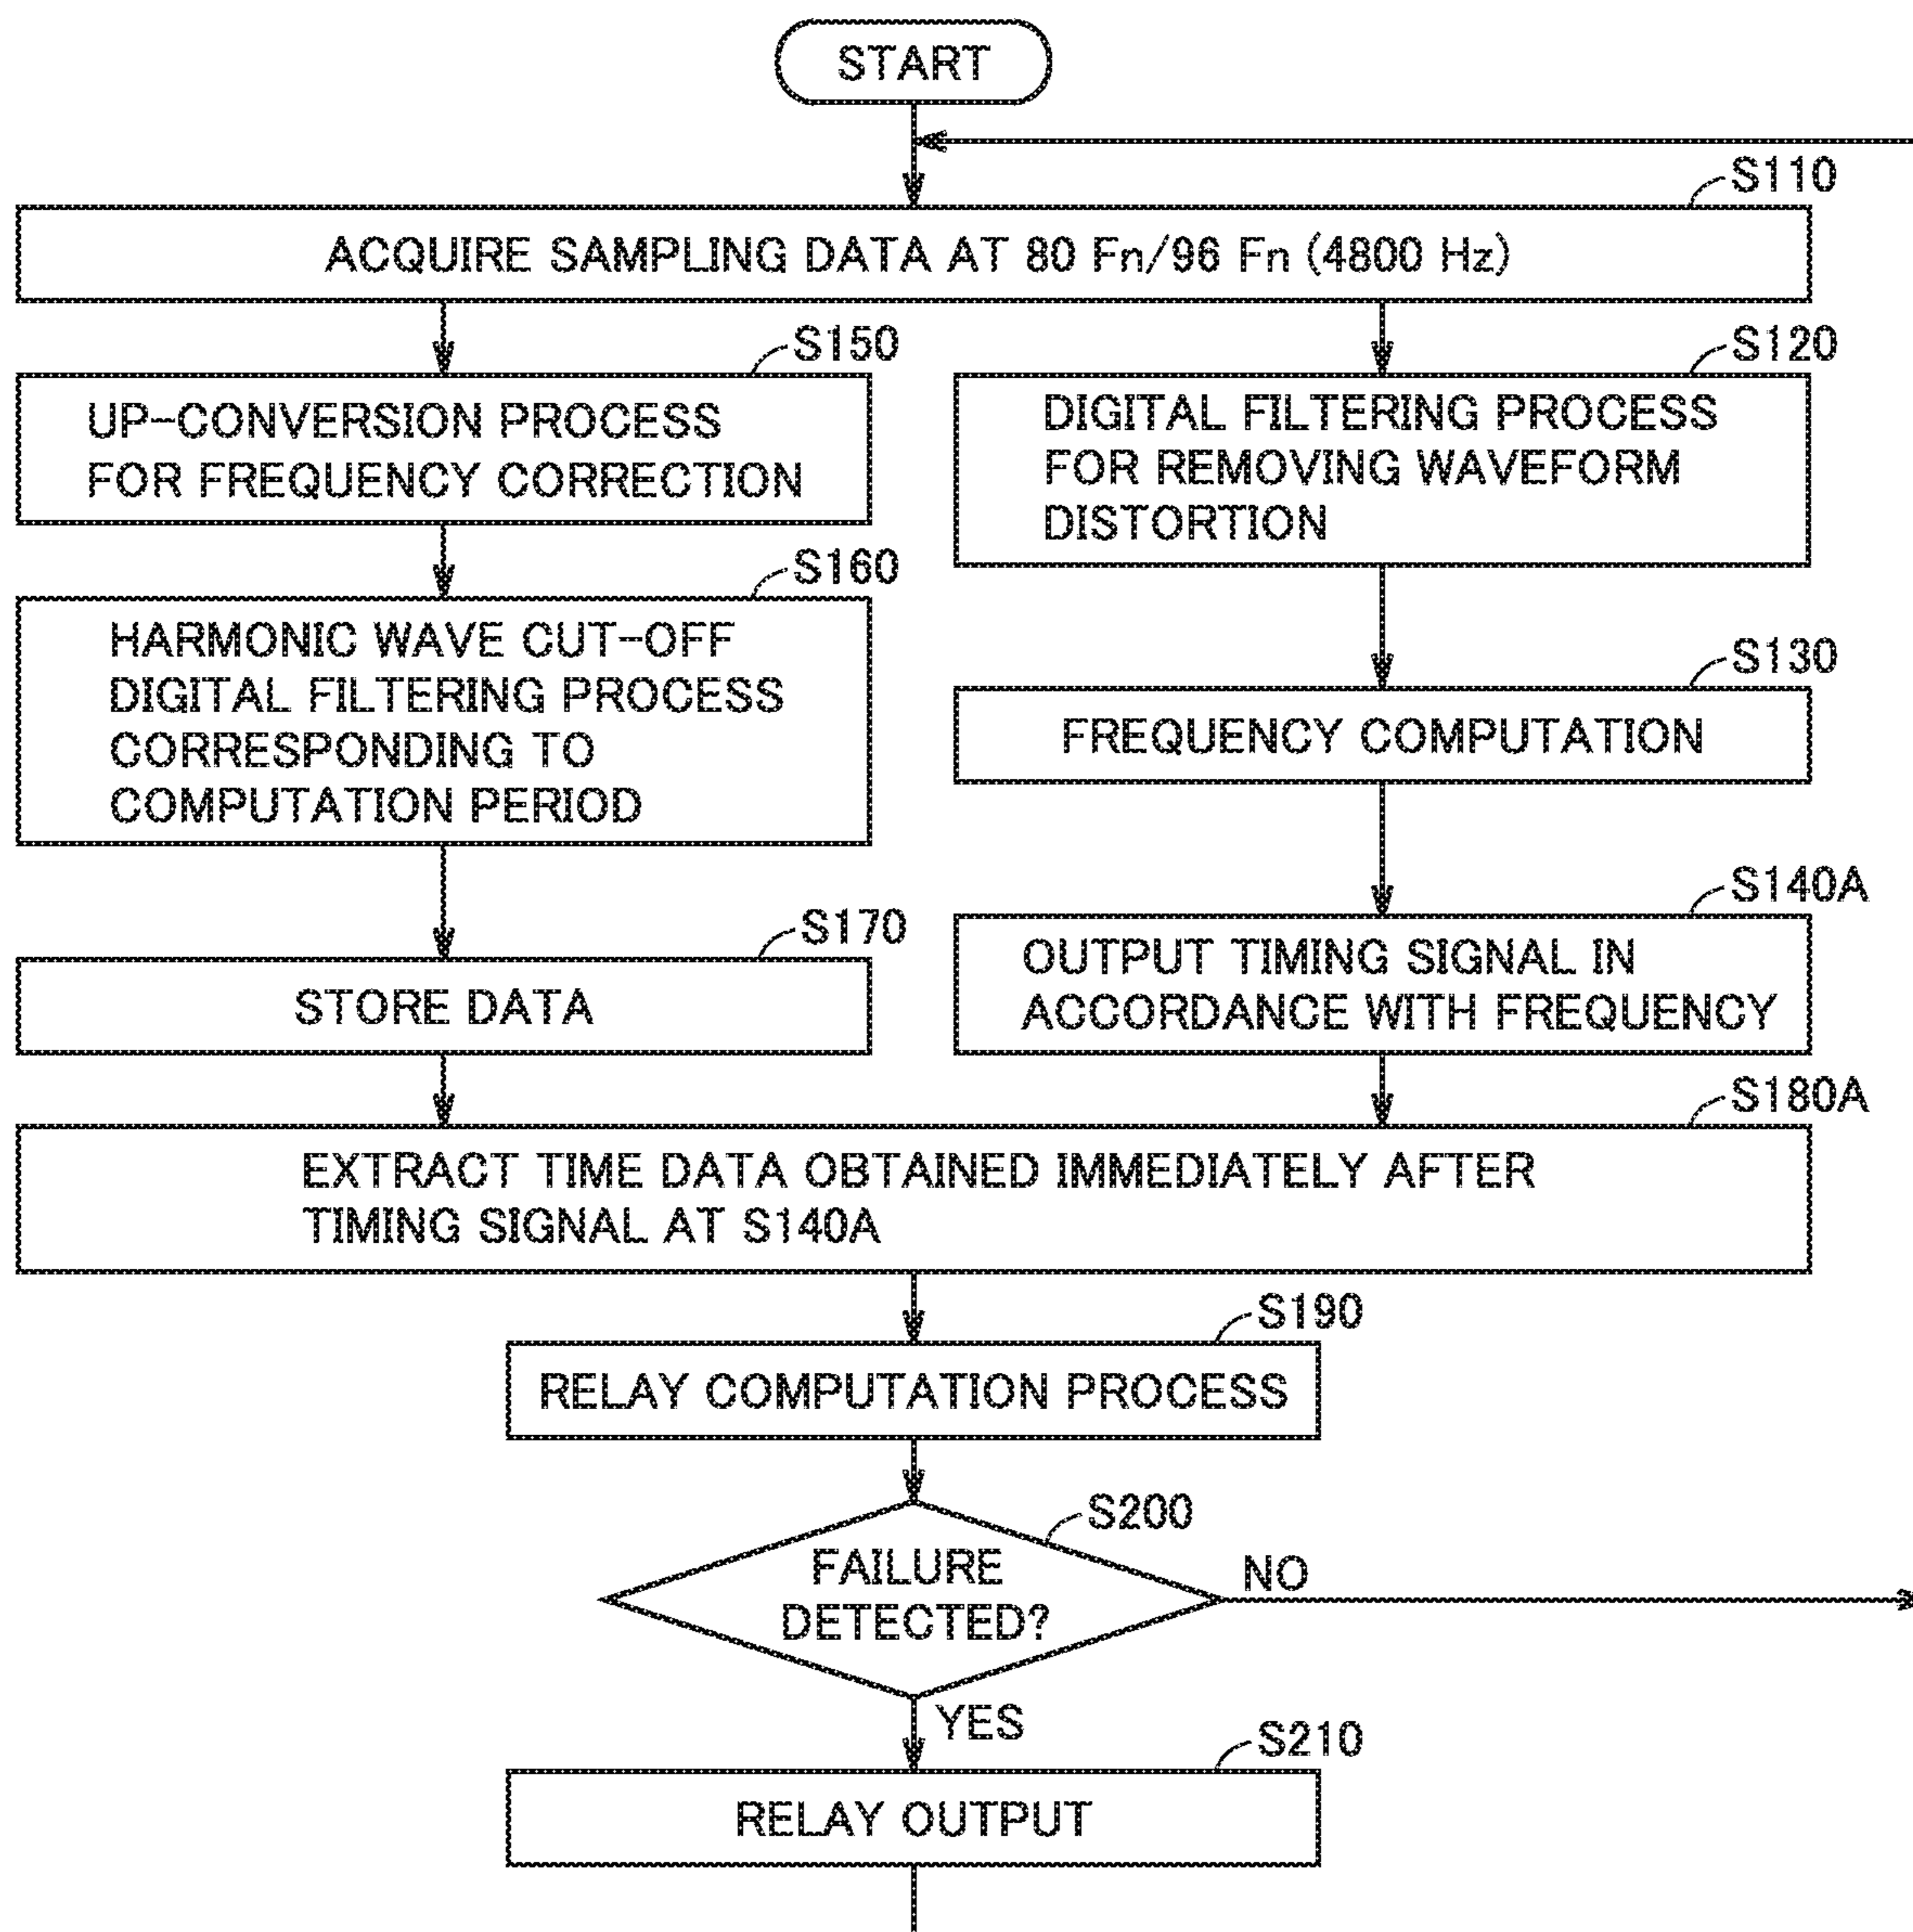 START
S110
ACQUIRE SAMPLING DATA AT 80 Fn/96 Fn (4800 Hz)
S150
UP-CONVERSION PROCESS
FOR FREQUENCY CORRECTION
S120
DIGITAL FILTERING PROCESS
FOR REMOVING WAVEFORM
DISTORTION
S160
HARMONIC WAVE CUT-OFF
DIGITAL FILTERING PROCESS
CORRESPONDING TO
COMPUTATION PERIOD
S130
FREQUENCY COMPUTATION
S170
STORE DATA
S140A
OUTPUT TIMING SIGNAL IN
ACCORDANCE WITH FREQUENCY
S180A
EXTRACT TIME DATA OBTAINED IMMEDIATELY AFTER
TIMING SIGNAL AT S140A
S190
RELAY COMPUTATION PROCESS
S200
FAILURE
DETECTED?
NO
YES
S210
RELAY OUTPUT